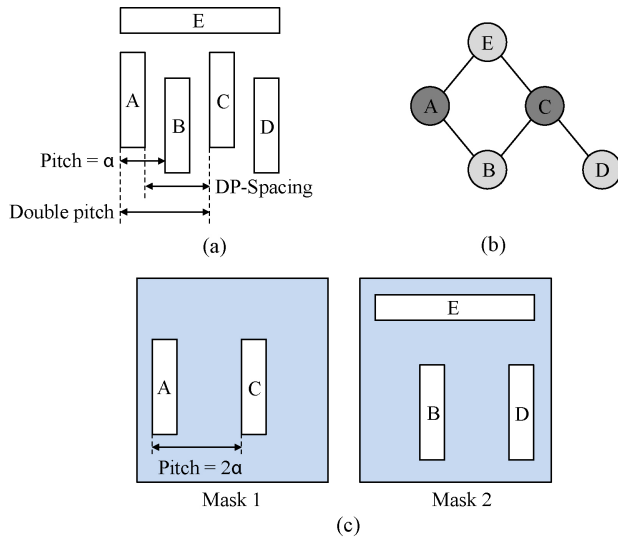 E
A
B
C
D
Pitch = α
DP-Spacing
Double pitch
(a)
E
A
C
B
D
(b)
A
C
Pitch = 2α
Mask 1
E
B
D
Mask 2
(c)